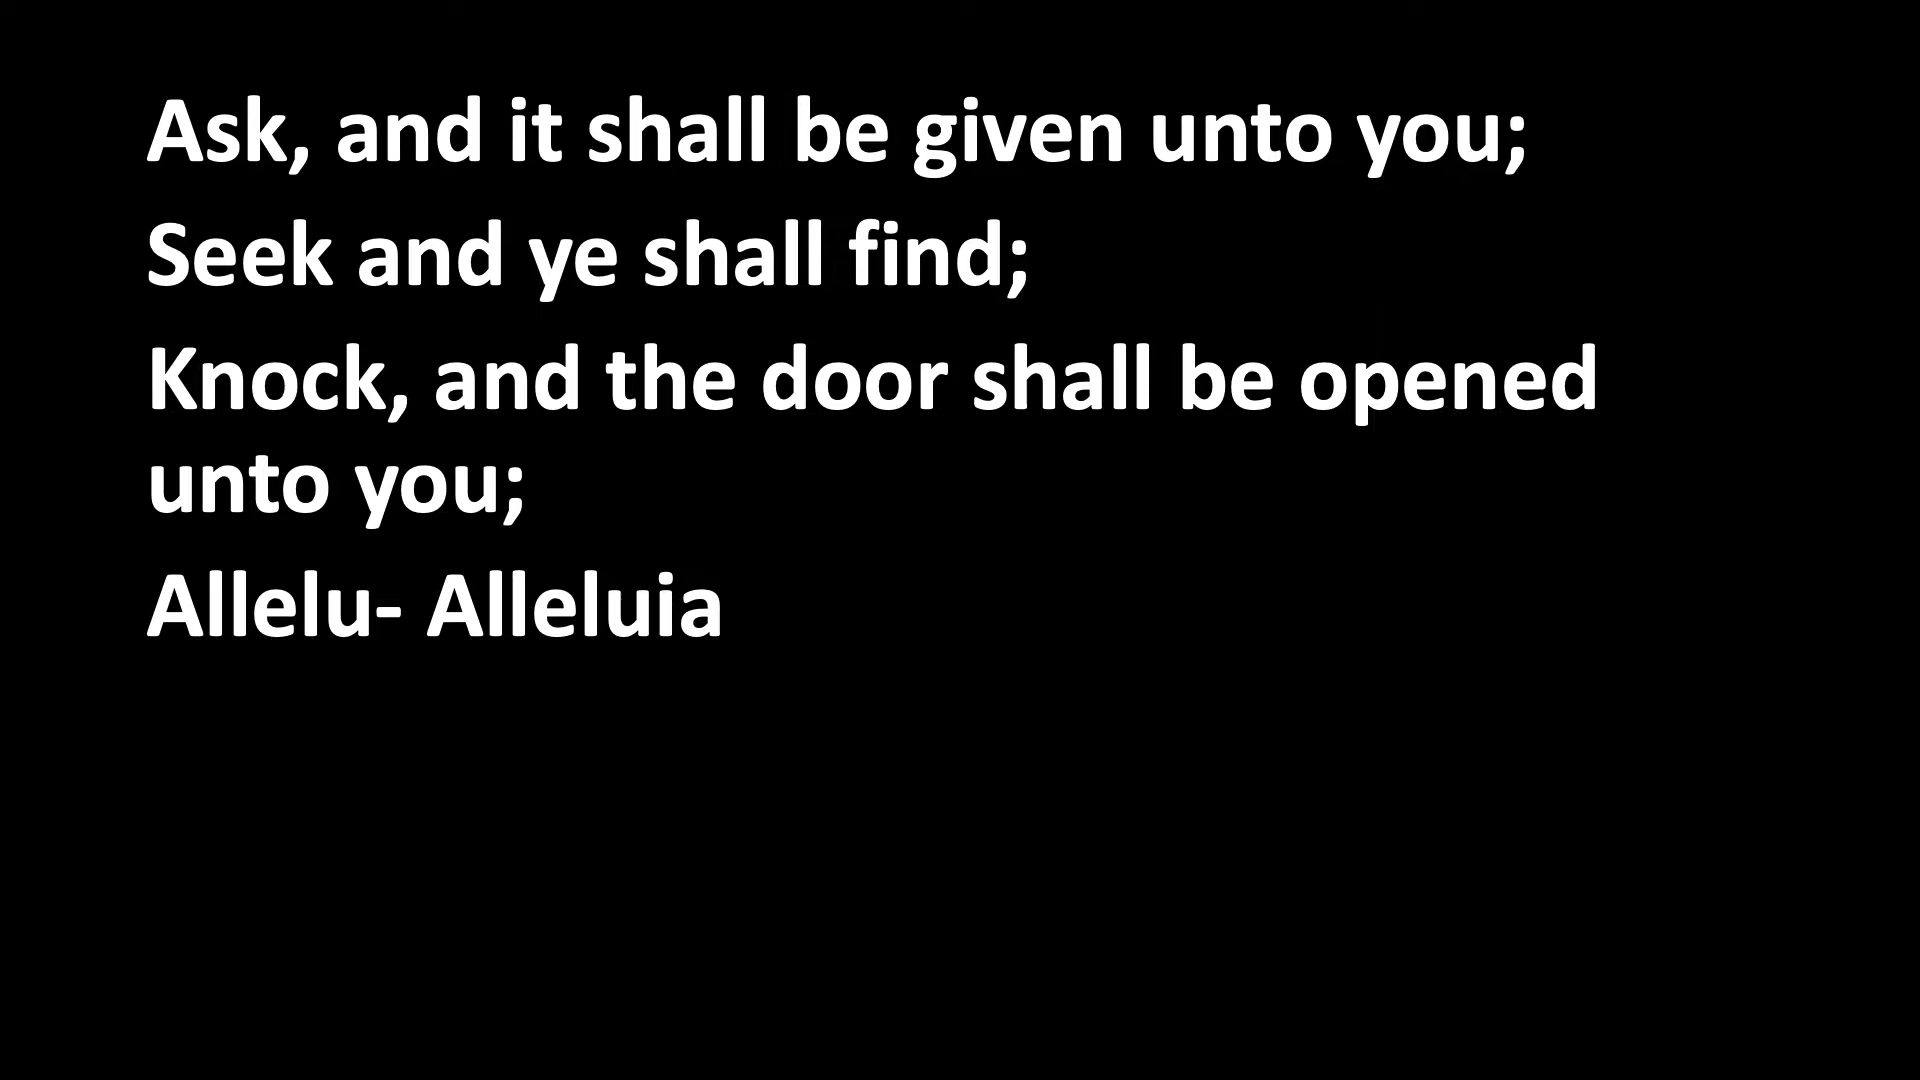 Ask, and it shall be given unto you;
Seek and ye shall find;
Knock, and the door shall be opened
unto you;
Allelu- Alleluia